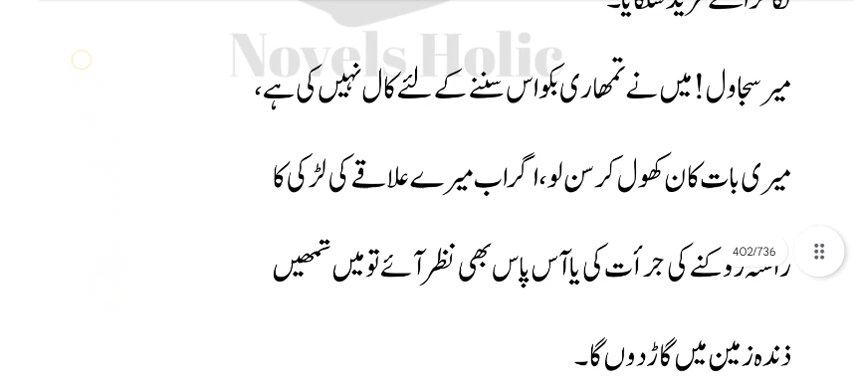 Novels Holic
میر سجاول! میں نے تمھاری بکواس سننے کے لئے کال نہیں کی ہے،
میری بات کان کھول کر سن لو، اگر اب میرے علاقے کی لڑکی کا
402/736
راستہ روکنے کی جرأت کی یا آس پاس بھی نظر آئے تو میں تمھیں
ذندہ زمین میں گاڑ دوں گا۔